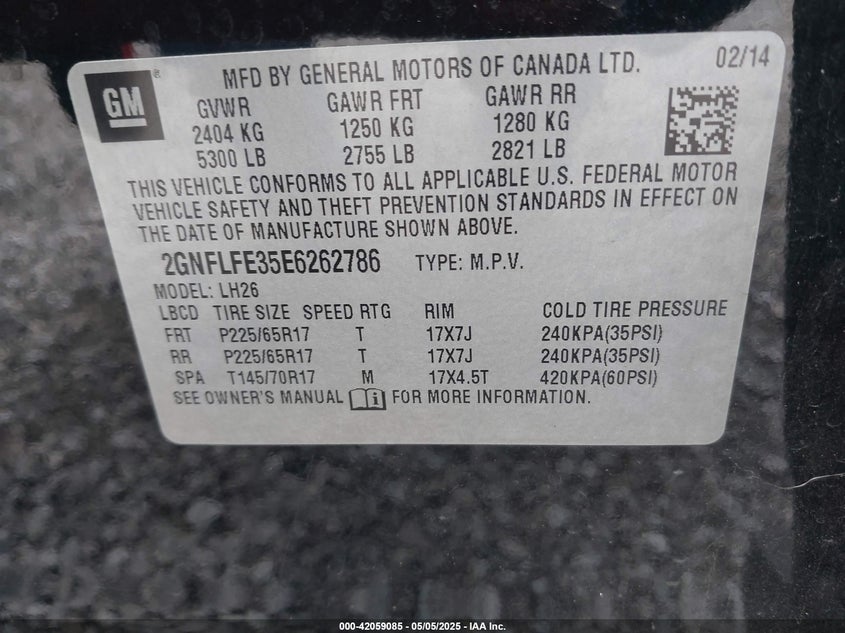 GM
MFD BY GENERAL MOTORS OF CANADA LTD. 02/14
GVWR GAWR FRT GAWR RR
2404 KG 1250 KG 1280 KG
5300 LB 2755 LB 2821 LB
THIS VEHICLE CONFORMS TO ALL APPLICABLE U.S. FEDERAL MOTOR
VEHICLE SAFETY AND THEFT PREVENTION STANDARDS IN EFFECT ON
THE DATE OF MANUFACTURE SHOWN ABOVE.
2GNFLFE35E6262786 TYPE: M.P.V.
MODEL: LH26
LBCD TIRE SIZE SPEED RTG RIM COLD TIRE PRESSURE
FRT P225/65R17 T 17X7J 240KPA(35PSI)
RR P225/65R17 T 17X7J 240KPA(35PSI)
SPA T145/70R17 M 17X4.5T 420KPA(60PSI)
SEE OWNER'S MANUAL FOR MORE INFORMATION.
000-42059085 - 05/05/2025 - IAA Inc.